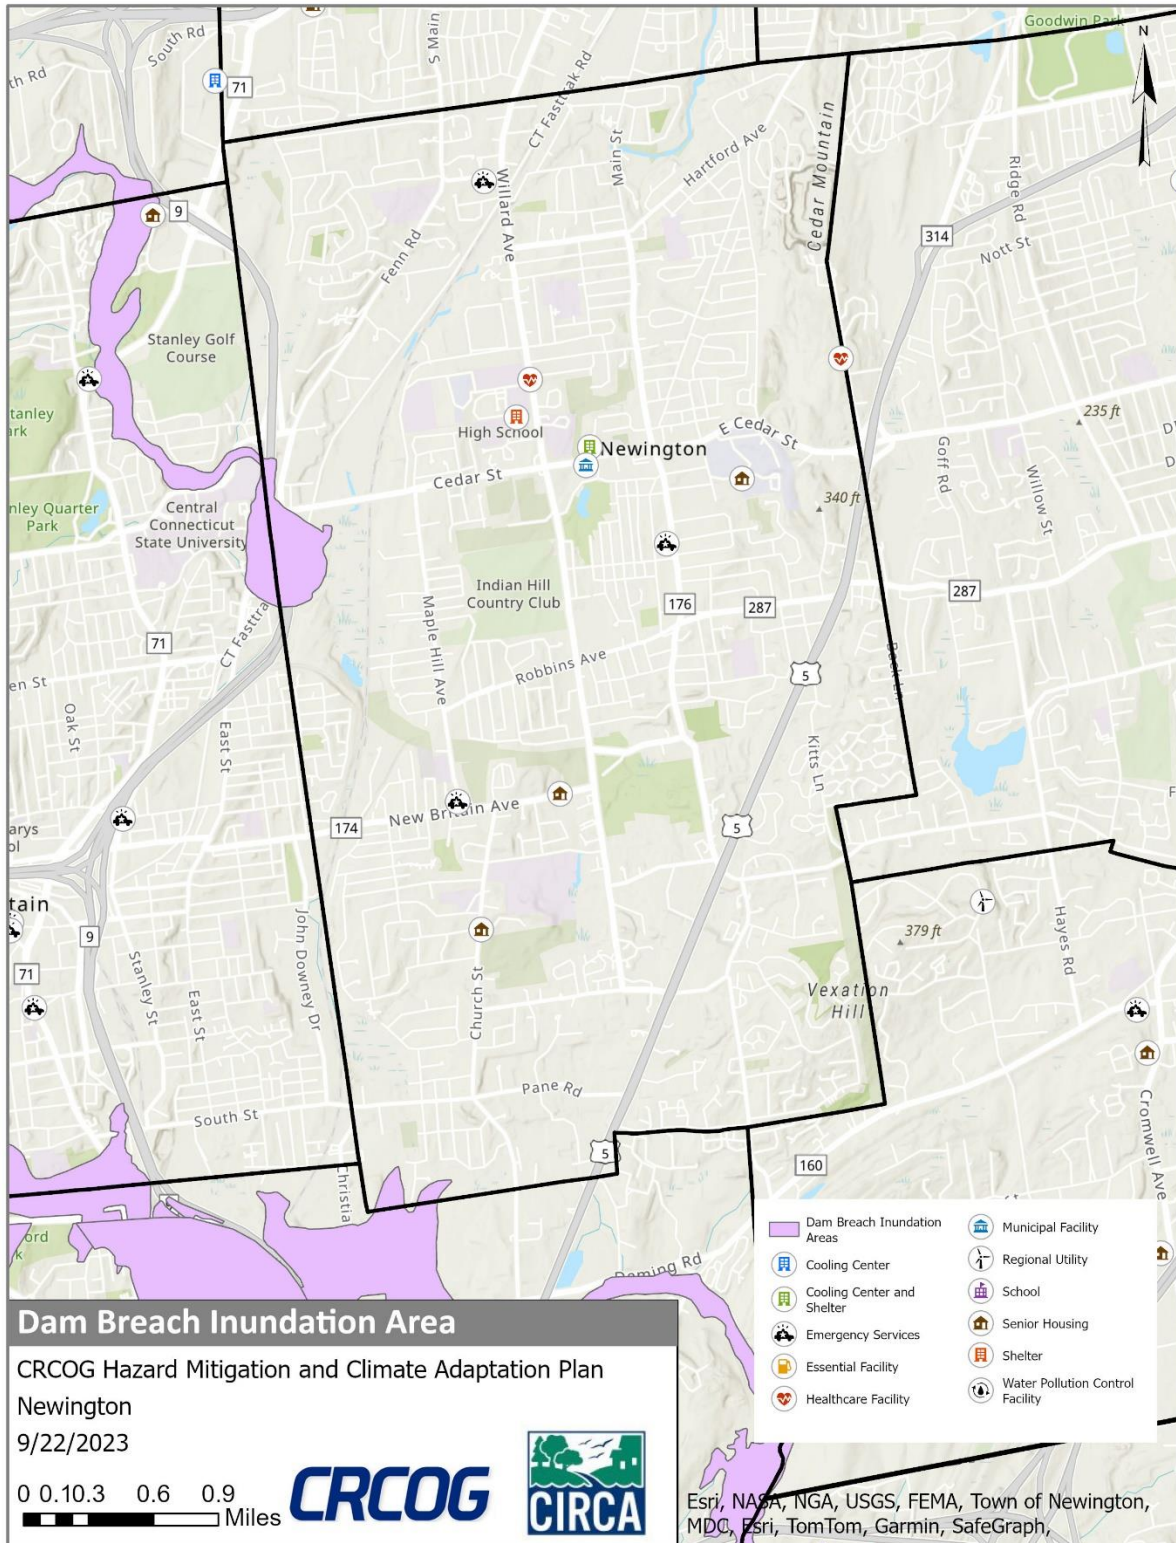 Goodwin Park
N
South Rd
S Main
th Rd
71
CT Fasttrak Rd
Main St
Hartford Ave
Cedar Mountain
Ridge Rd
9
Willard Ave
314
Nott St
Fenn Rd
Stanley Golf
Course
tanley
ark
235 ft
High School
Newington
E Cedar St
Goff Rd
Cedar St
Willow St
340 ft
nley Quarter
Park
Central
Connecticut
State University
Indian Hill
Country Club
176
287
287
CT Fasttra
71
Maple Hill Ave
Robbins Ave
Back Ln
5
en St
Oak St
East St
Kitts Ln
New Britain Ave
174
5
arys
ol
tain
9
71
John Downey Dr
Stanley St
East St
Church St
379 ft
Hayes Rd
Vexation
Hill
Pane Rd
South St
Cromwell Ave
5
160
Christia
ord
k
Deming Rd
Dam Breach Inundation
Areas
Cooling Center
Cooling Center and
Shelter
Emergency Services
Essential Facility
Healthcare Facility
Municipal Facility
Regional Utility
School
Senior Housing
Shelter
Water Pollution Control
Facility
Dam Breach Inundation Area
CRCOG Hazard Mitigation and Climate Adaptation Plan
Newington
9/22/2023
0 0.10.3 0.6 0.9
Miles
CRCOG
CIRCA
Esri, NASA, NGA, USGS, FEMA, Town of Newington,
MDC, Esri, TomTom, Garmin, SafeGraph,